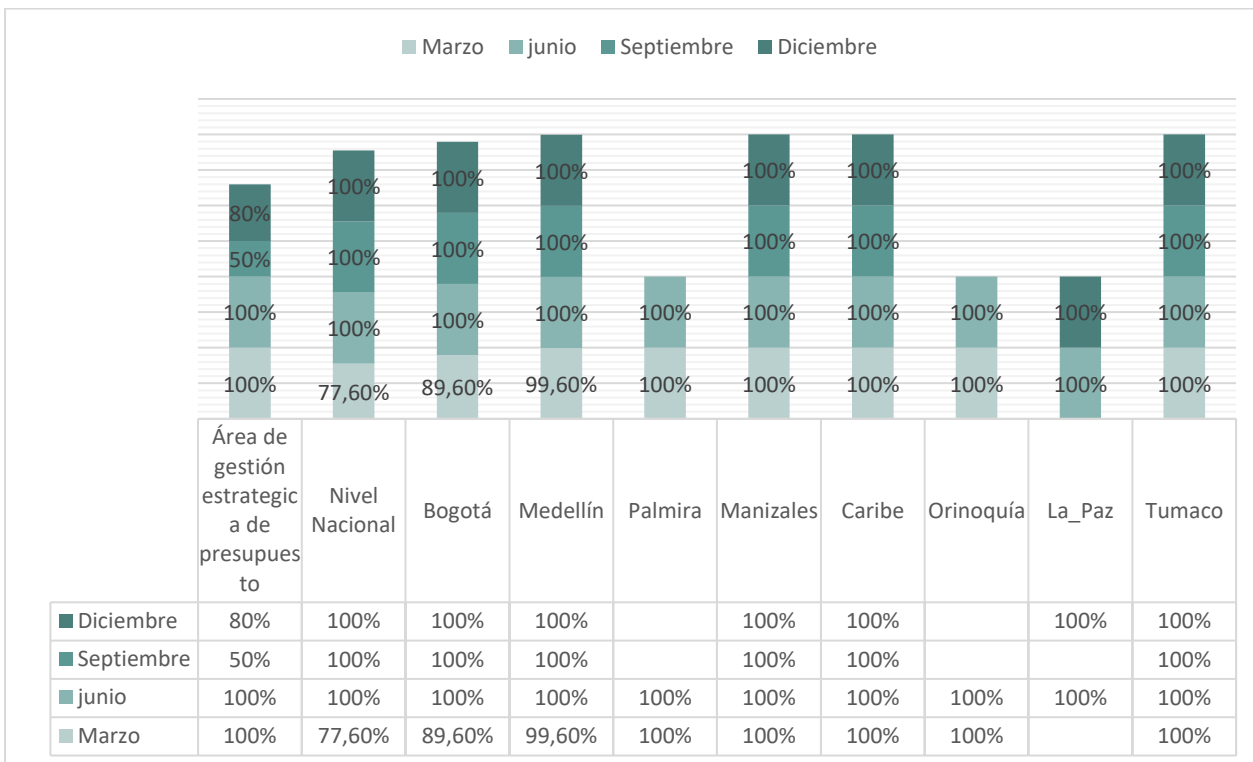 Marzo junio Septiembre Diciembre
80% 100% 100% 100% 100% 100% 100%
50% 100% 100% 100% 100% 100% 100%
100% 100% 100% 100% 100% 100% 100% 100% 100% 100%
100% 77,60% 89,60% 99,60% 100% 100% 100% 100% 100% 100%
Área de
gestión
estrategic
a de
presupues
to
Nivel
Nacional
Bogotá
Medellín
Palmira
Manizales
Caribe
Orinoquía
La_Paz
Tumaco
Diciembre 80% 100% 100% 100% 100% 100% 100% 100%
Septiembre 50% 100% 100% 100% 100% 100% 100%
junio 100% 100% 100% 100% 100% 100% 100% 100% 100% 100%
Marzo 100% 77,60% 89,60% 99,60% 100% 100% 100% 100% 100%